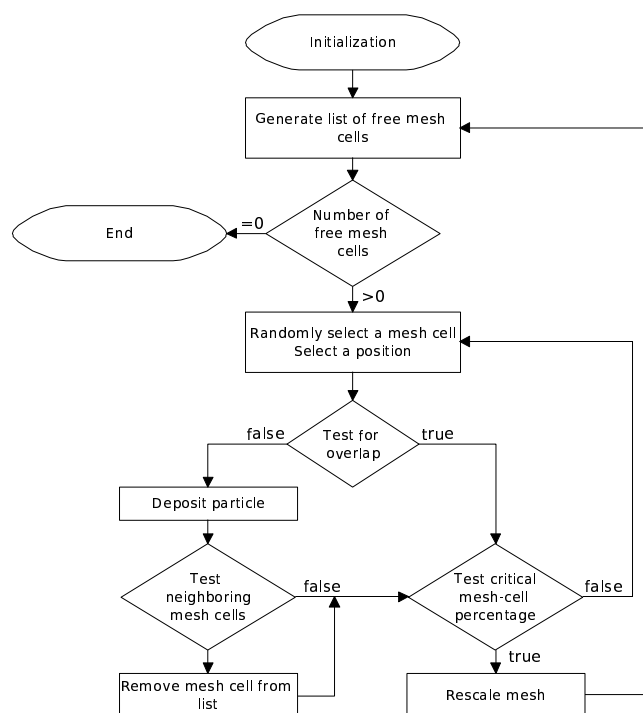 Initialization
Generate list of free mesh
cells
Number of
free mesh
cells
=0
End
>0
Randomly select a mesh cell
Select a position
Test for
overlap
false
true
Deposit particle
Test
neighboring
mesh cells
false
Test critical
mesh-cell
percentage
false
true
Remove mesh cell from
list
Rescale mesh